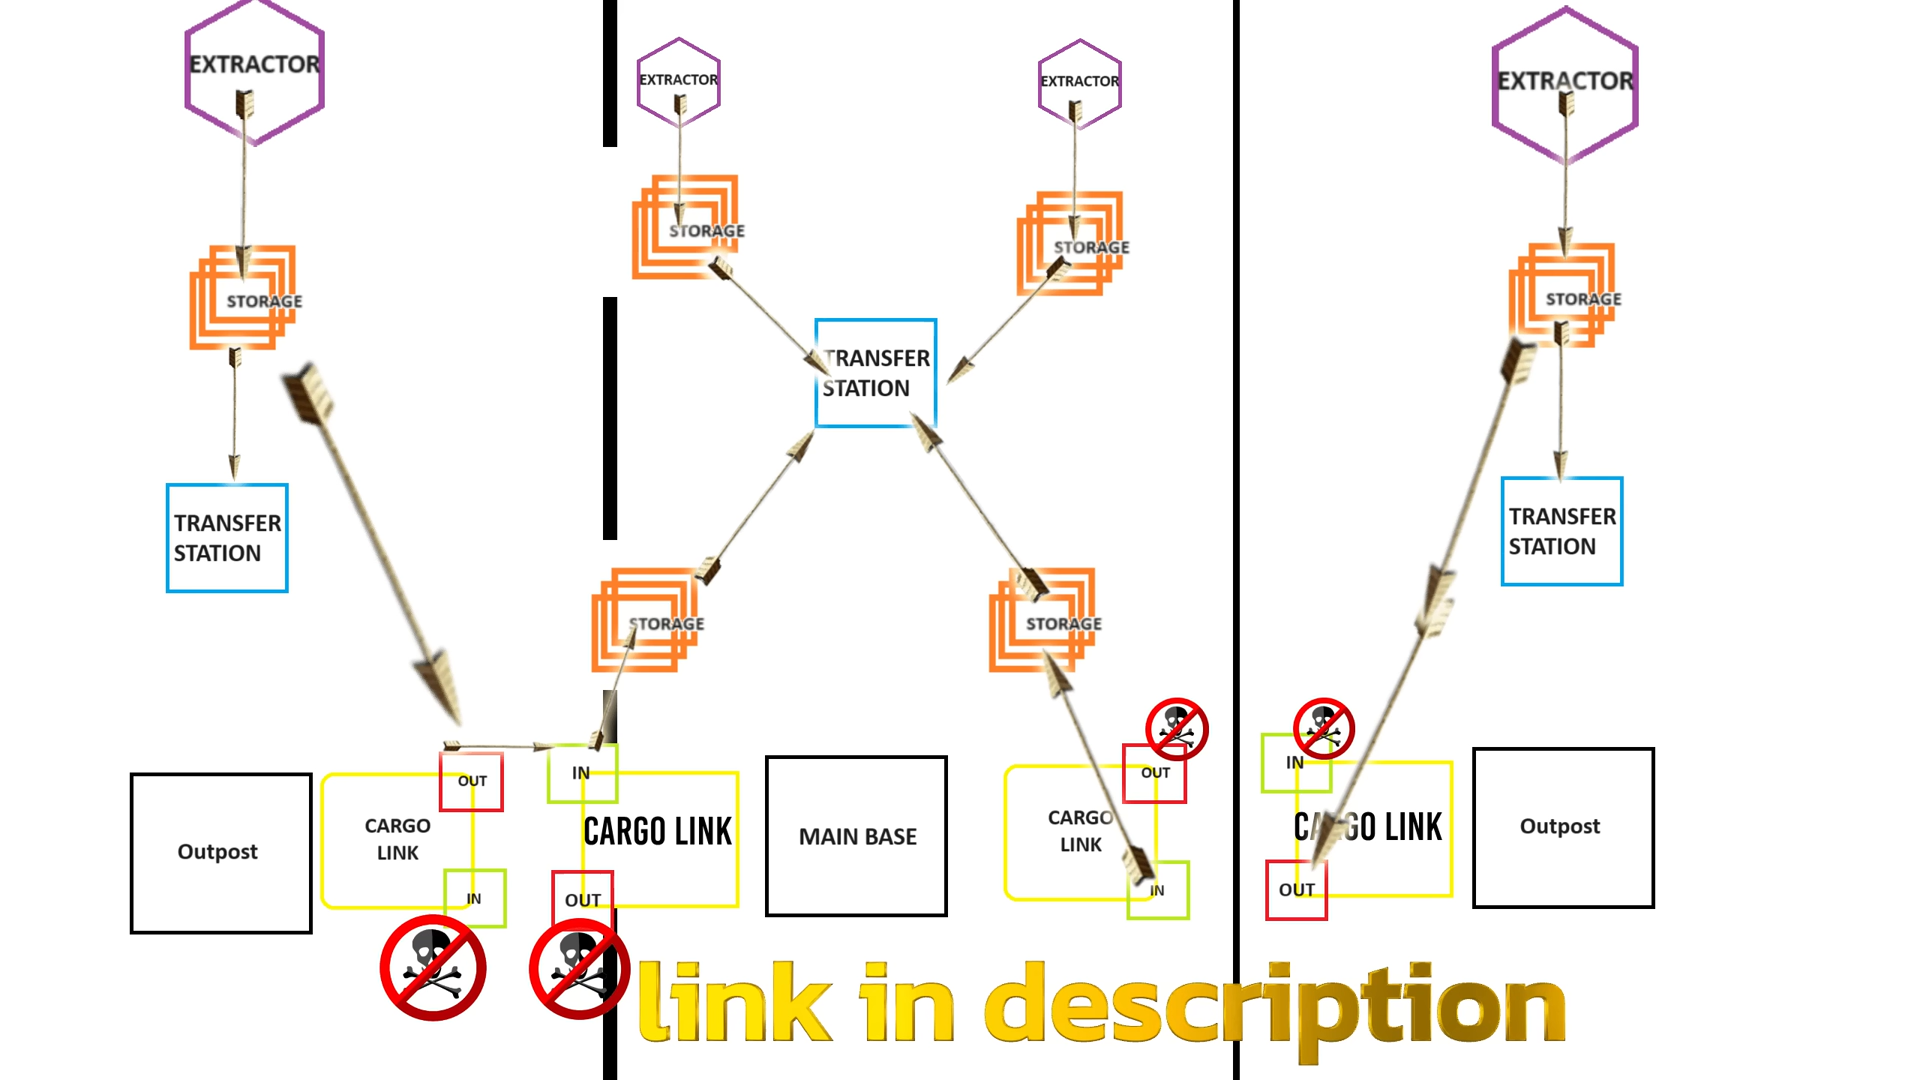 EXTRACTOR
EXTRACTOR
EXTRACTOR
EXTRACTOR
STORAGE
STORAGE
STORAGE
STORAGE
TRANSFER
STATION
TRANSFER
STATION
TRANSFER
STATION
STORAGE
STORAGE
OUT
IN
OUT
IN
Outpost
CARGO
LINK
CARGO LINK
MAIN BASE
CARGO
LINK
CARGO LINK
Outpost
IN
OUT
IN
OUT
link in description